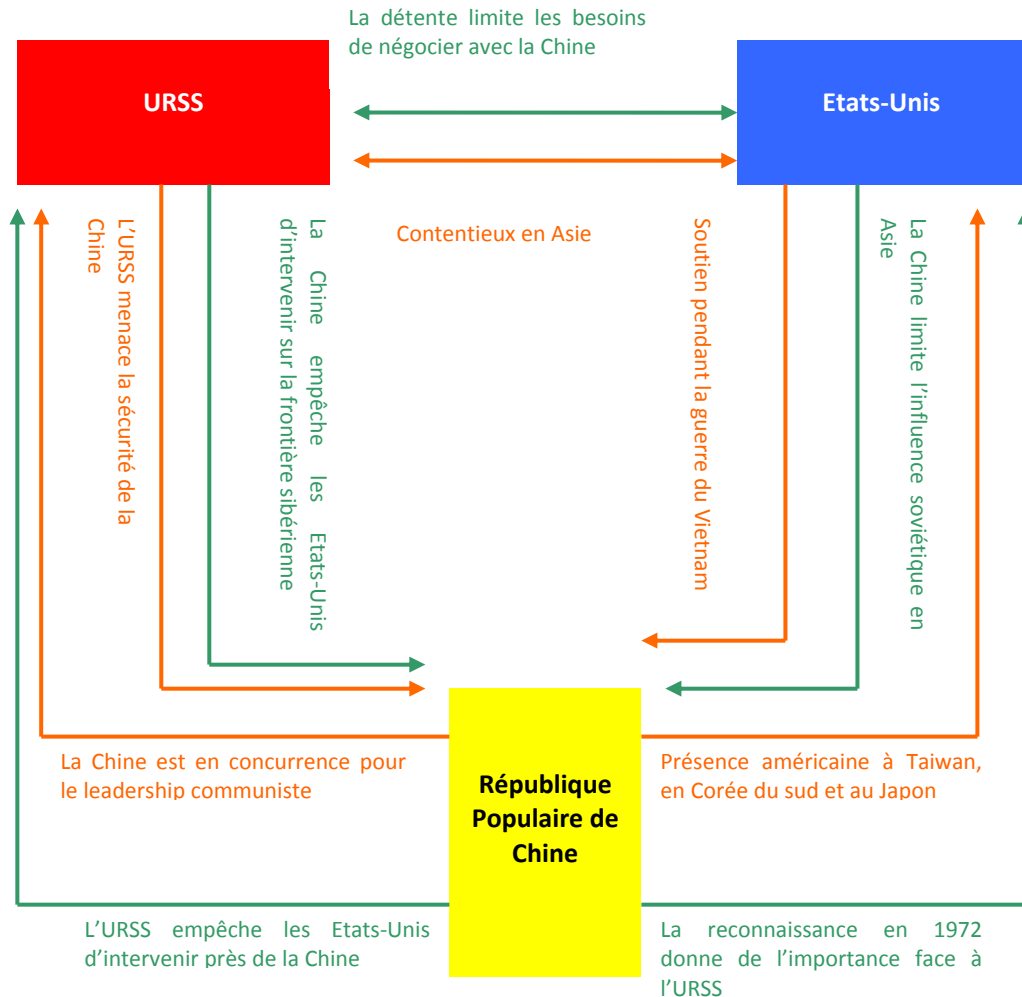 La détente limite les besoins
de négocier avec la Chine
URSS
Etats-Unis
L'URSS menace la sécurité de la
Chine
La Chine empêche les Etats-Unis
d'intervenir sur la frontière sibérienne
Contentieux en Asie
Soutien pendant la guerre du Vietnam
La Chine limite l'influence soviétique en
Asie
La Chine est en concurrence pour
le leadership communiste
République
Populaire de
Chine
Présence américaine à Taiwan,
en Corée du sud et au Japon
L'URSS empêche les Etats-Unis
d'intervenir près de la Chine
La reconnaissance en 1972
donne de l'importance face à
l'URSS